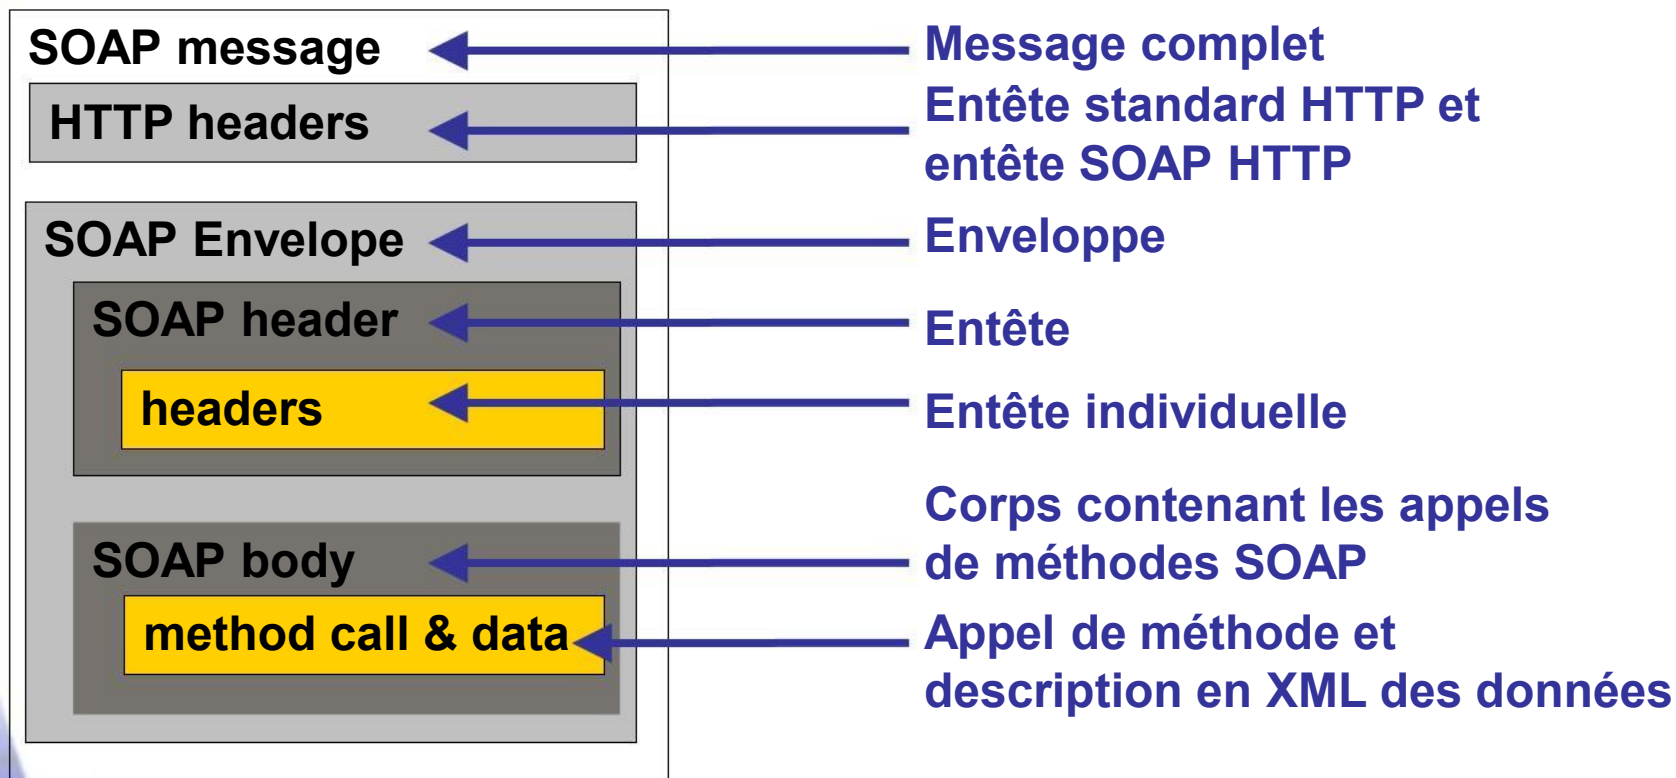 SOAP message
Message complet
HTTP headers
Entête standard HTTP et
entête SOAP HTTP
SOAP Envelope
Enveloppe
SOAP header
Entête
headers
Entête individuelle
SOAP body
Corps contenant les appels
de méthodes SOAP
method call & data
Appel de méthode et
description en XML des données